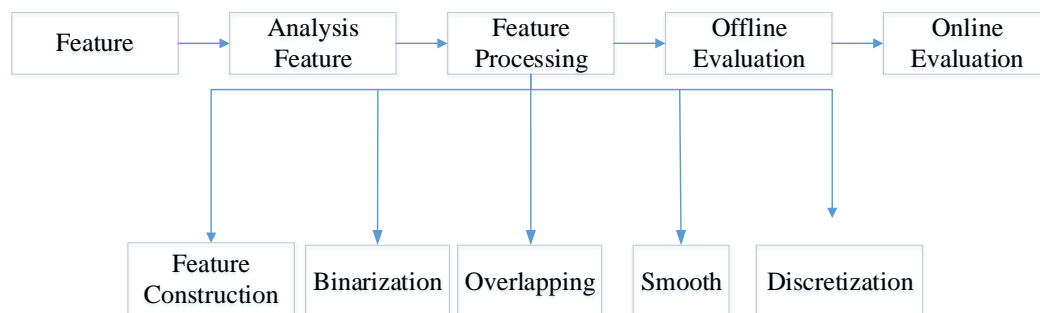 Feature
Analysis
Feature
Feature
Processing
Offline
Evaluation
Online
Evaluation
Feature
Construction
Binarization
Overlapping
Smooth
Discretization